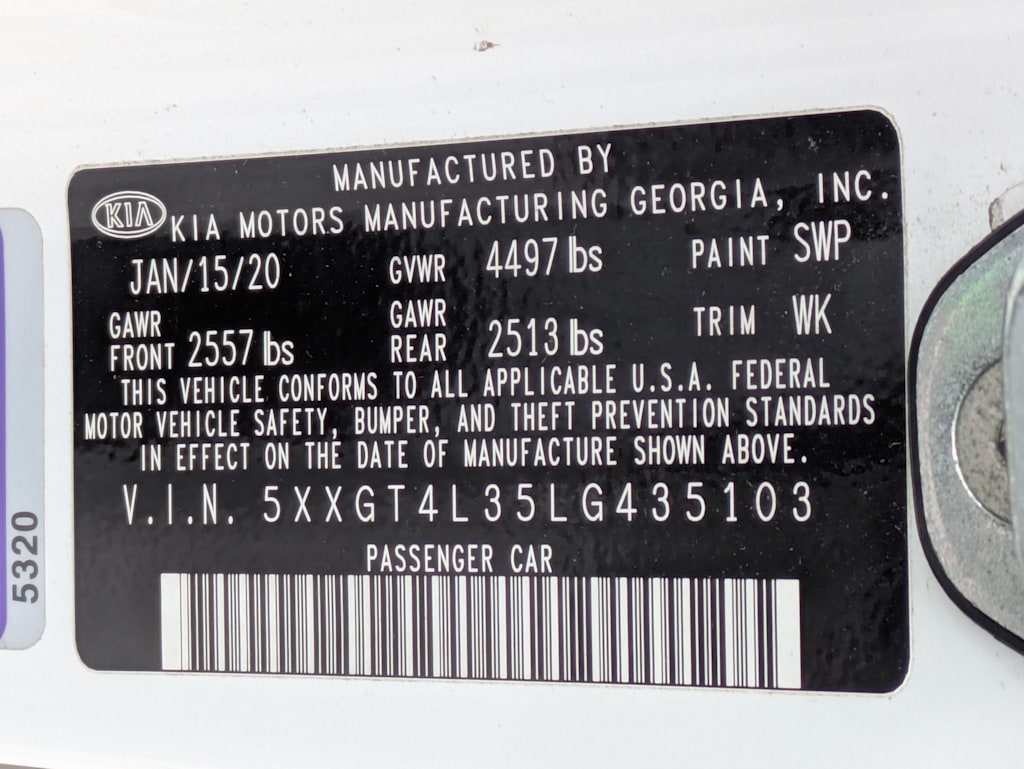 MANUFACTURED BY
KIA KIA MOTORS MANUFACTURING GEORGIA, INC.
JAN/15/20 GVWR 4497 lbs PAINT SWP
GAWR FRONT 2557 lbs GAWR REAR 2513 lbs TRIM WK
THIS VEHICLE CONFORMS TO ALL APPLICABLE U.S.A. FEDERAL
MOTOR VEHICLE SAFETY, BUMPER, AND THEFT PREVENTION STANDARDS
IN EFFECT ON THE DATE OF MANUFACTURE SHOWN ABOVE.
V.I.N. 5XXGT4L35LG435103
PASSENGER CAR
5320